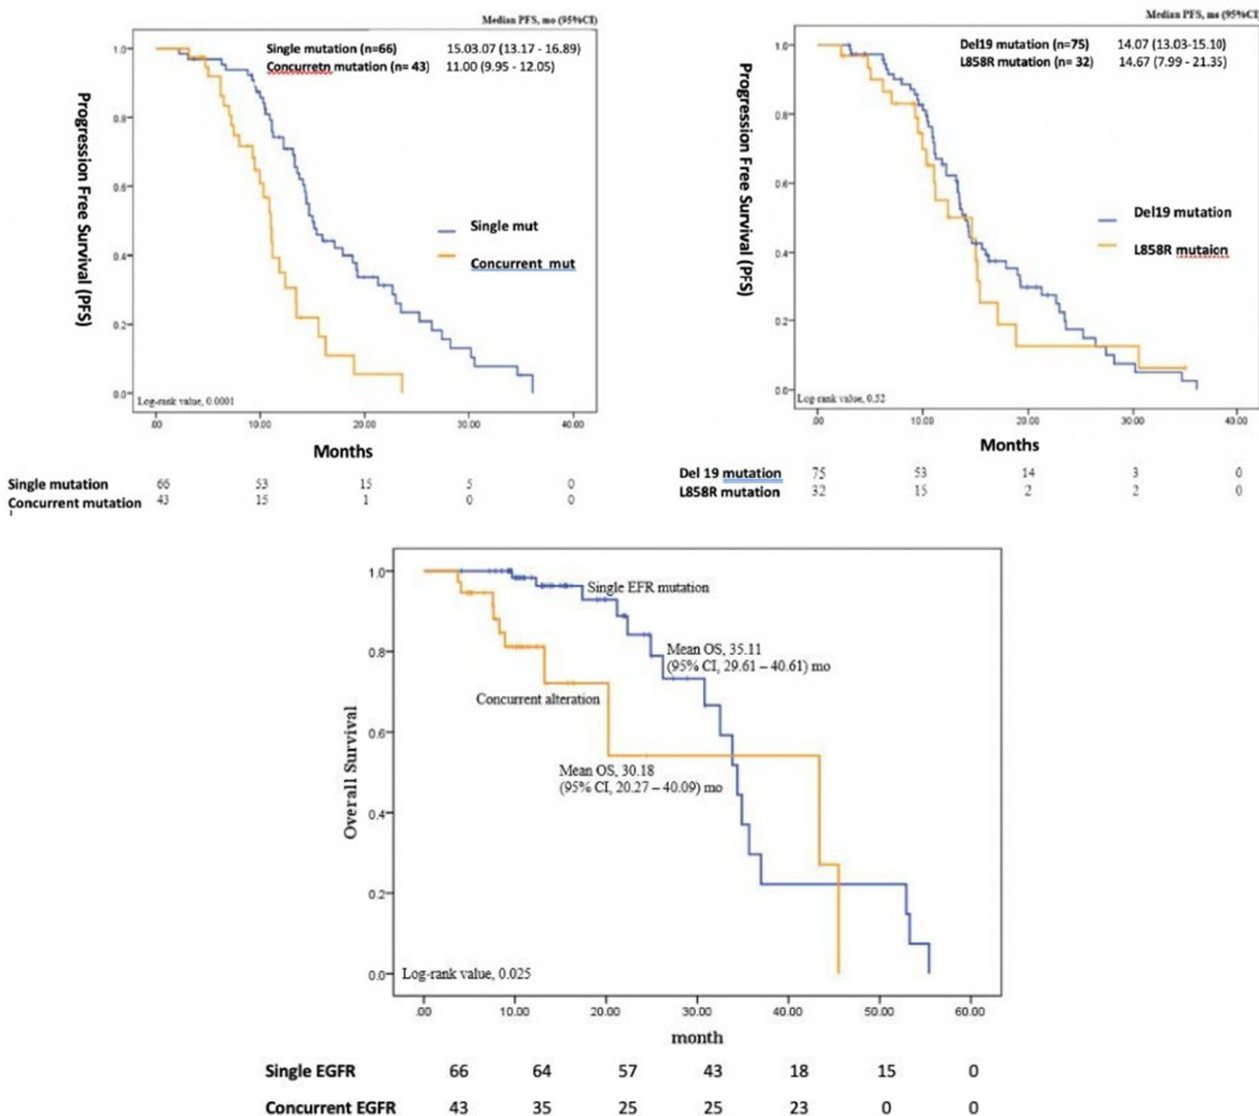 Median PFS, mo (95%CI)
Single mutation (n=66) 15.03.07 (13.17 - 16.89)
Concurretn mutation (n= 43) 11.00 (9.95 - 12.05)
Progression Free Survival (PFS)
1.0
0.8
0.6
0.4
0.2
0.0
Single mut
Concurrent mut
Log-rank value, 0.0001
.00 10.00 20.00 30.00 40.00
Months
Single mutation 66 53 15 5 0
Concurrent mutation 43 15 1 0 0
Median PFS, mo (95%CI)
Del19 mutation (n=75) 14.07 (13.03-15.10)
L858R mutation (n= 32) 14.67 (7.99 - 21.35)
Progression Free Survival (PFS)
1.0
0.8
0.6
0.4
0.2
0.0
Del19 mutation
L858R mutaion
Log-rank value, 0.52
.00 10.00 20.00 30.00 40.00
Months
Del 19 mutation 75 53 14 3 0
L858R mutation 32 15 2 2 0
Overall Survival
1.0
0.8
0.6
0.4
0.2
0.0
Single EFR mutation
Mean OS, 35.11
(95% CI, 29.61 – 40.61) mo
Concurrent alteration
Mean OS, 30.18
(95% CI, 20.27 – 40.09) mo
Log-rank value, 0.025
.00 10.00 20.00 30.00 40.00 50.00 60.00
month
Single EGFR 66 64 57 43 18 15 0
Concurrent EGFR 43 35 25 25 23 0 0